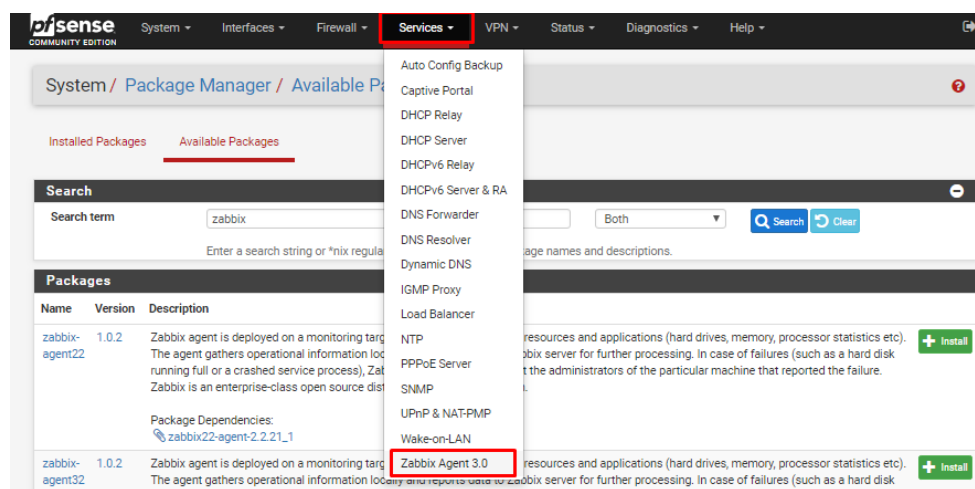 pfsense
COMMUNITY EDITION
System Interfaces Firewall Services VPN Status Diagnostics Help
System / Package Manager / Available Pa
Installed Packages Available Packages
Auto Config Backup
Captive Portal
DHCP Relay
DHCP Server
DHCPv6 Relay
DHCPv6 Server & RA
DNS Forwarder
DNS Resolver
Dynamic DNS
IGMP Proxy
Load Balancer
NTP
PPPoE Server
SNMP
UPnP & NAT-PMP
Wake-on-LAN
Zabbix Agent 3.0
Search
Search term zabbix Both Search Clear
Enter a search string or *nix regula age names and descriptions.
Packages
Name Version Description
zabbix- 1.0.2 Zabbix agent is deployed on a monitoring targ resources and applications (hard drives, memory, processor statistics etc). Install
agent22 The agent gathers operational information loc bbix server for further processing. In case of failures (such as a hard disk
running full or a crashed service process), Zab t the administrators of the particular machine that reported the failure.
Zabbix is an enterprise-class open source dist
Package Dependencies:
zabbix22-agent-2.2.21_1
zabbix- 1.0.2 Zabbix agent is deployed on a monitoring targ resources and applications (hard drives, memory, processor statistics etc). Install
agent32 The agent gathers operational information locally and reports data to Zabbix server for further processing. In case of failures (such as a hard disk